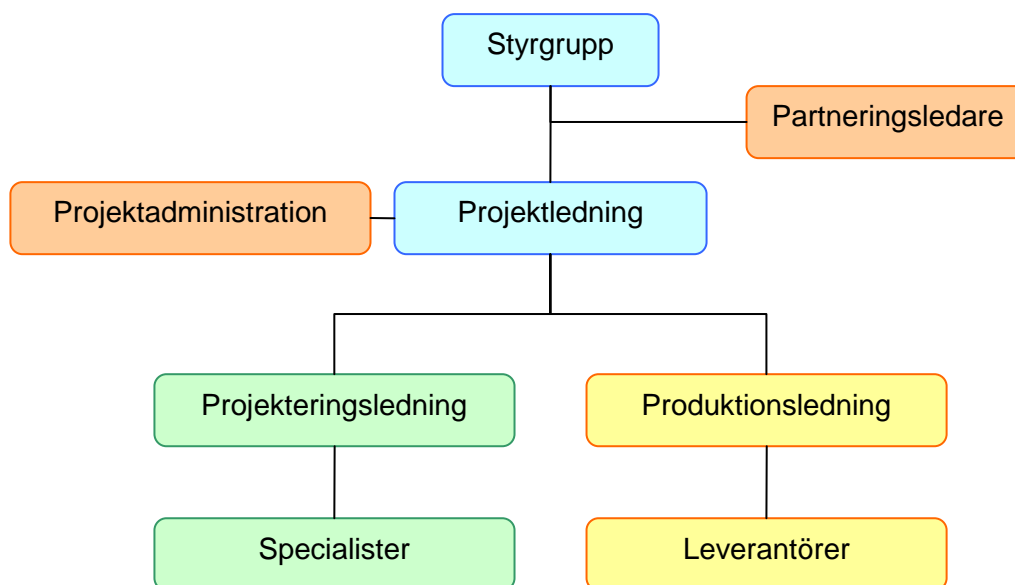 Styrgrupp
Partneringsledare
Projektadministration
Projektledning
Projekteringsledning
Produktionsledning
Specialister
Leverantörer